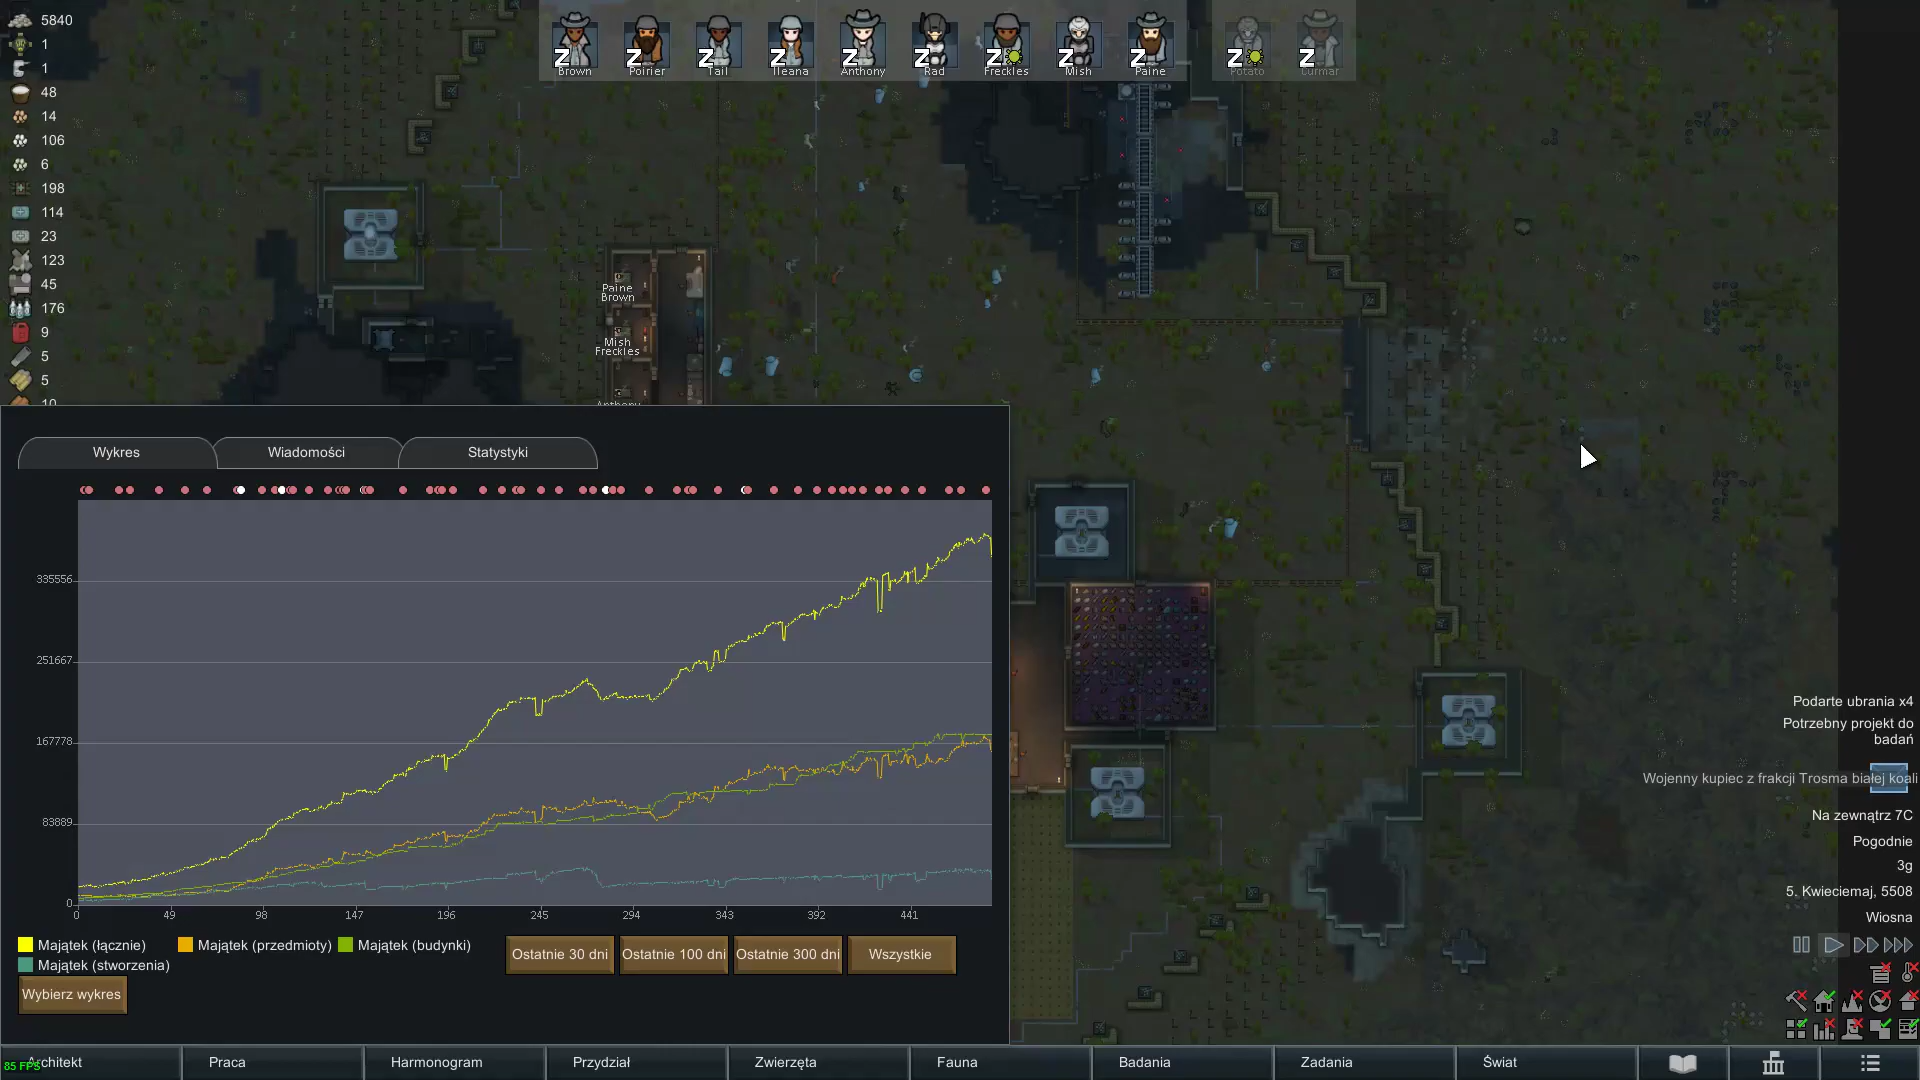 5840
1
1
48
14
106
6
198
114
23
123
45
176
9
5
5
10
Z Z Z Z Z Z Z Z Z Z Z
Brown Poirier Tail Ileana Anthony Rad Freckles Mish Paine Potato Lurmar
Paine
Brown
Mish
Freckles
Anthony
Wykres Wiadomości Statystyki
335556
251667
167778
83889
0
0 49 98 147 196 245 294 343 392 441
Majątek (łącznie) Majątek (przedmioty) Majątek (budynki)
Majątek (stworzenia)
Ostatnie 30 dni Ostatnie 100 dni Ostatnie 300 dni Wszystkie
Wybierz wykres
Podarte ubrania x4
Potrzebny projekt do
badań
Wojenny kupiec z frakcji Trosma białej koali
Na zewnątrz 7C
Pogodnie
3g
5. Kwieciemaj, 5508
Wiosna
85 FPS
Architekt Praca Harmonogram Przydział Zwierzęta Fauna Badania Zadania Świat